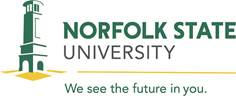 NORFOLK STATE
UNIVERSITY
We see the future in you.